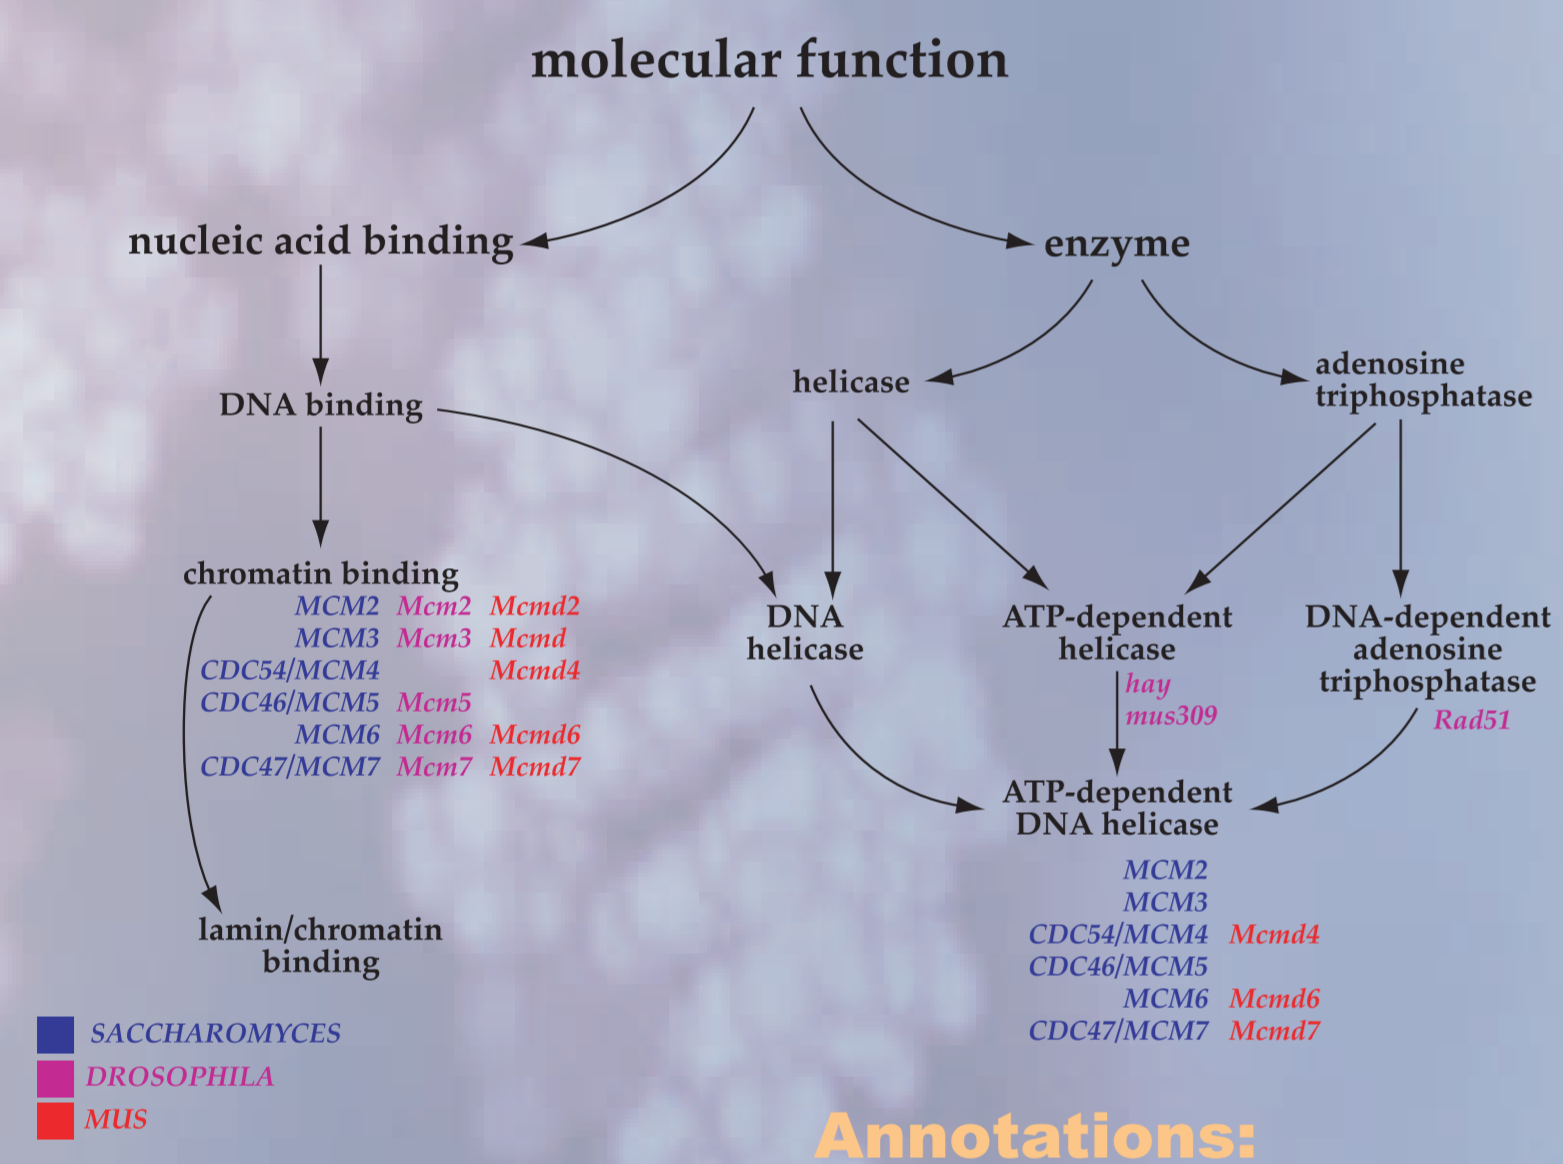 molecular function
nucleic acid binding
enzyme
DNA binding
helicase
adenosine
triphosphatase
chromatin binding
MCM2 Mcm2 Mcmd2
MCM3 Mcm3 Mcmd
CDC54/MCM4 Mcmd4
CDC46/MCM5 Mcm5
MCM6 Mcm6 Mcmd6
CDC47/MCM7 Mcm7 Mcmd7
DNA
helicase
ATP-dependent
helicase
hay
mus309
DNA-dependent
adenosine
triphosphatase
Rad51
ATP-dependent
DNA helicase
MCM2
MCM3
CDC54/MCM4 Mcmd4
CDC46/MCM5
MCM6 Mcmd6
CDC47/MCM7 Mcmd7
lamin/chromatin
binding
SACCHAROMYCES
DROSOPHILA
MUS
Annotations: